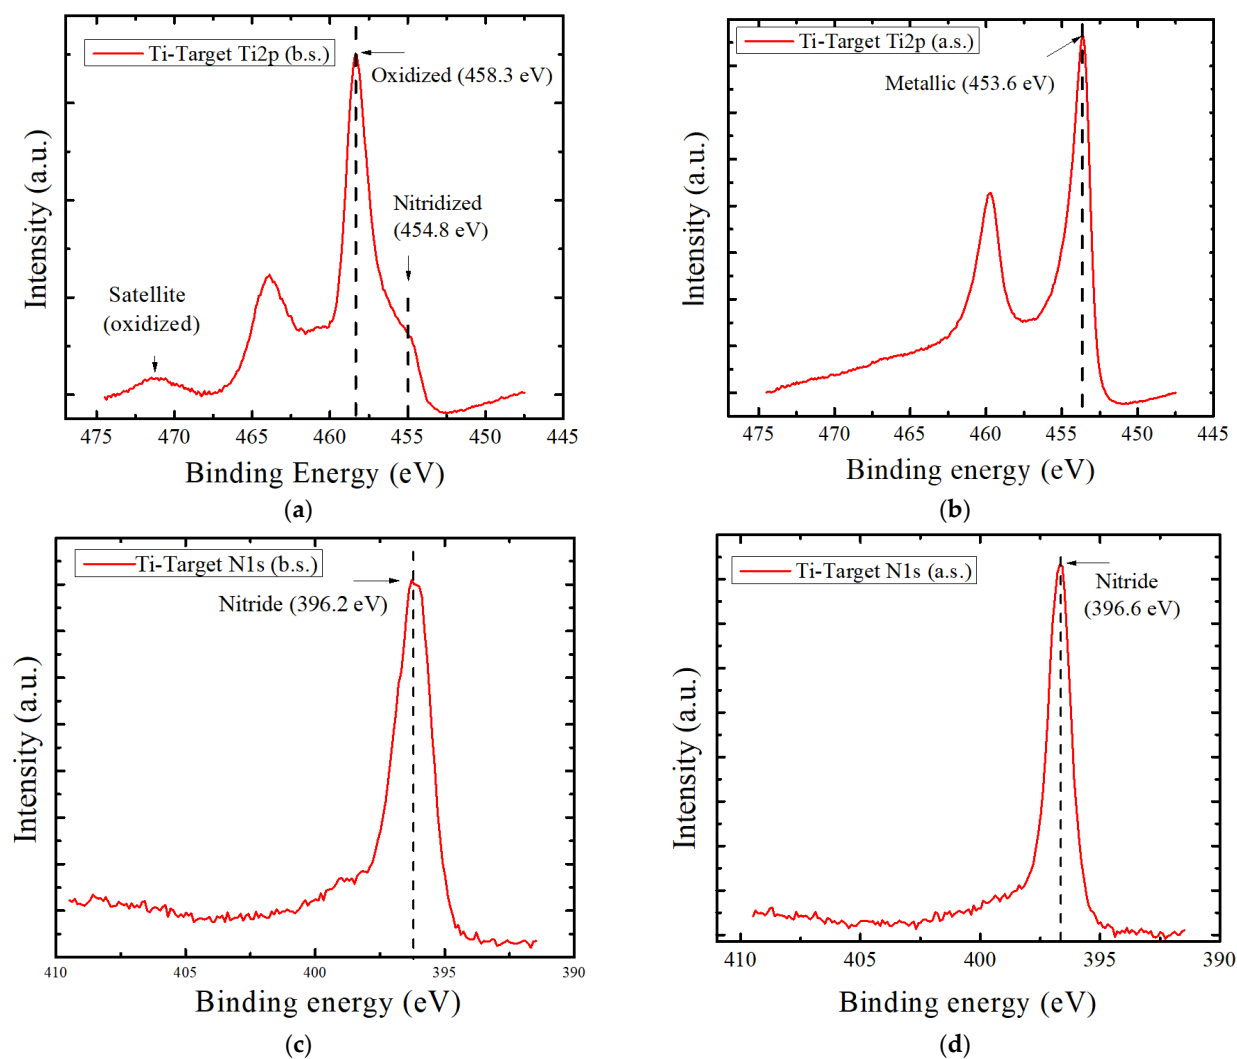 Ti-Target Ti2p (b.s.)
Oxidized (458.3 eV)
Nitridized
(454.8 eV)
Satellite
(oxidized)
Intensity (a.u.)
475 470 465 460 455 450 445
Binding Energy (eV)
(a)
Ti-Target Ti2p (a.s.)
Metallic (453.6 eV)
Intensity (a.u.)
475 470 465 460 455 450 445
Binding energy (eV)
(b)
Ti-Target N1s (b.s.)
Nitride (396.2 eV)
Intensity (a.u.)
410 405 400 395 390
Binding energy (eV)
(c)
Ti-Target N1s (a.s.)
Nitride
(396.6 eV)
Intensity (a.u.)
410 405 400 395 390
Binding energy (eV)
(d)